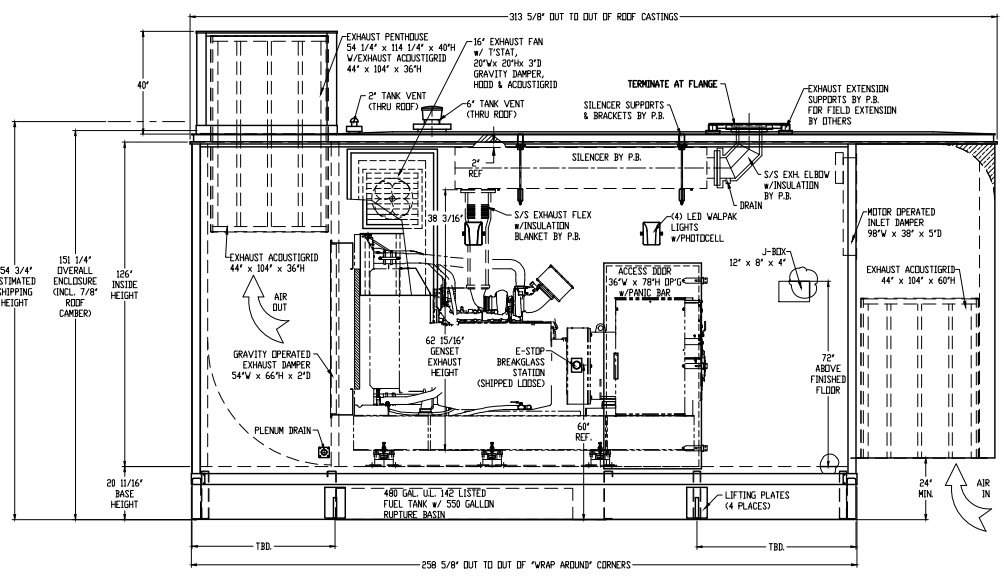 313 5/8" OUT TO OUT OF ROOF CASTINGS
EXHAUST PENTHOUSE
54 1/4" x 114 1/4" x 40"H
W/EXHAUST ACOUSTIGRID
44" x 104" x 36"H
16" EXHAUST FAN
w/ T'STAT,
20"Wx 20"Hx 3"D
GRAVITY DAMPER,
HOOD & ACOUSTIGRID
40"
2" TANK VENT
(THRU ROOF)
6" TANK VENT
(THRU ROOF)
SILENCER SUPPORTS
& BRACKETS BY P.B.
TERMINATE AT FLANGE
EXHAUST EXTENSION
SUPPORTS BY P.B.
FOR FIELD EXTENSION
BY OTHERS
2"
REF
SILENCER BY P.B.
S/S EXH. ELBOW
w/INSULATION
BY P.B.
DRAIN
38 3/16"
S/S EXHAUST FLEX
w/INSULATION
BLANKET BY P.B.
(4) LED WALPAK
LIGHTS
w/PHOTOCELL
MOTOR OPERATED
INLET DAMPER
98"W x 38" x 5"D
J-BOX
12" x 8" x 4"
EXHAUST ACOUSTIGRID
44" x 104" x 36"H
EXHAUST ACOUSTIGRID
44" x 104" x 60"H
54 3/4"
STIMATED
SHIPPING
HEIGHT
151 1/4"
OVERALL
ENCLOSURE
(INCL. 7/8"
ROOF
CAMBER)
126"
INSIDE
HEIGHT
AIR
OUT
ACCESS DOOR
36"W x 78"H OP'G
w/PANIC BAR
GRAVITY OPERATED
EXHAUST DAMPER
54"W x 66"H x 2"D
62 15/16"
GENSET
EXHAUST
HEIGHT
E-STOP
BREAKGLASS
STATION
(SHIPPED LOOSE)
72"
ABOVE
FINISHED
FLOOR
PLENUM DRAIN
60"
REF.
20 11/16"
BASE
HEIGHT
480 GAL. U.L. 142 LISTED
FUEL TANK w/ 550 GALLON
RUPTURE BASIN
LIFTING PLATES
(4 PLACES)
24"
MIN.
AIR
IN
TBD.
TBD.
258 5/8" OUT TO OUT OF "WRAP AROUND" CORNERS